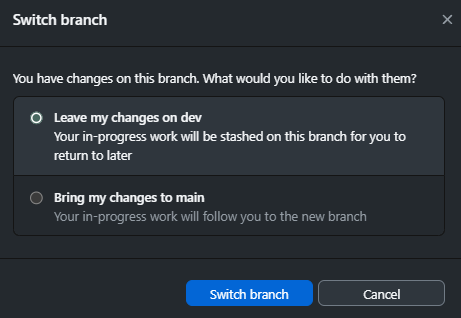 Switch branch
You have changes on this branch. What would you like to do with them?
Leave my changes on dev
Your in-progress work will be stashed on this branch for you to
return to later
Bring my changes to main
Your in-progress work will follow you to the new branch
Switch branch
Cancel